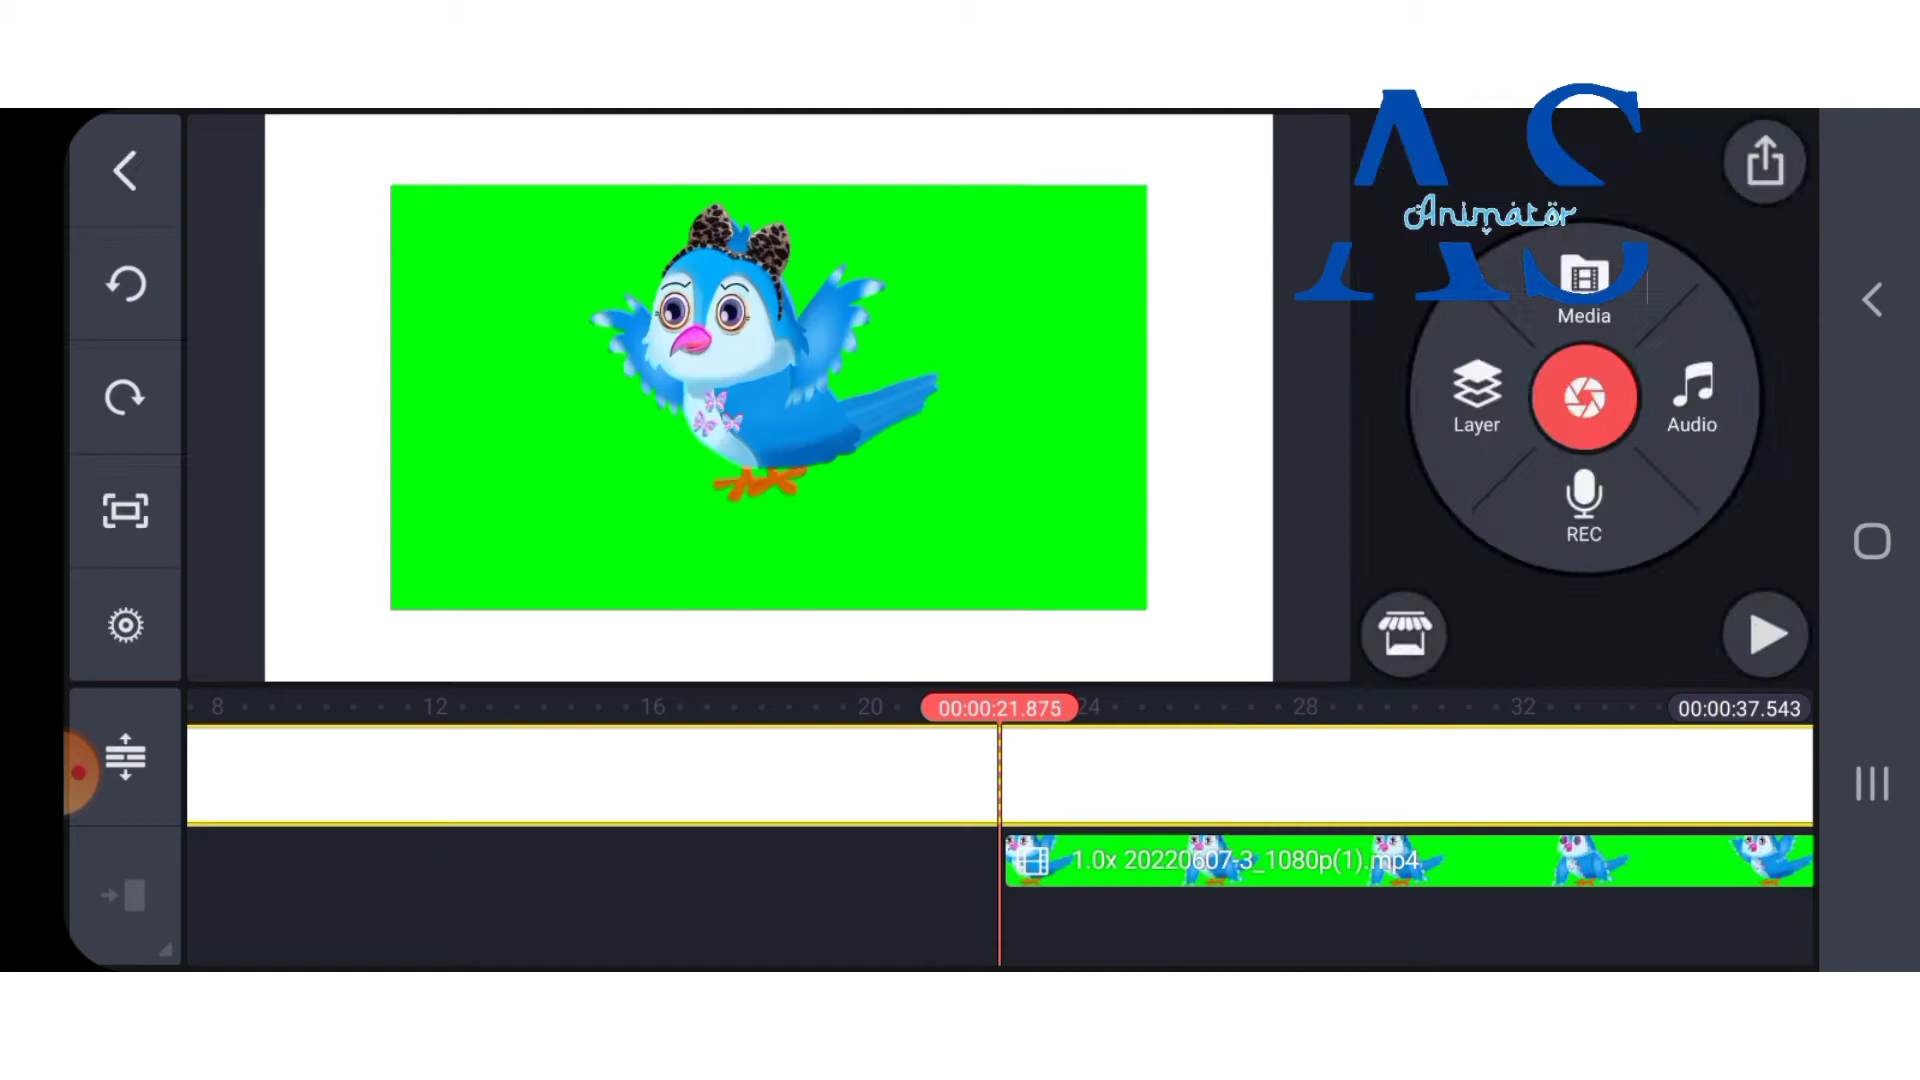 AS
Animatör
Media
Layer
Audio
REC
8 12 16 20 00:00:21.875 24 28 32 00:00:37.543
1.0x 20220607-3_1080p(1).mp4